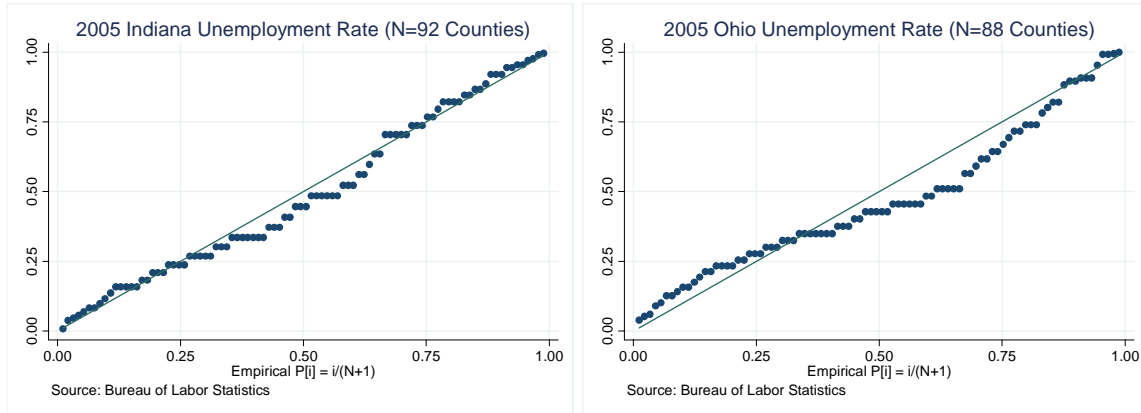 2005 Indiana Unemployment Rate (N=92 Counties)
1.00
0.75
0.50
0.25
0.00
0.00 0.25 0.50 0.75 1.00
Empirical P[i] = i/(N+1)
Source: Bureau of Labor Statistics
2005 Ohio Unemployment Rate (N=88 Counties)
1.00
0.75
0.50
0.25
0.00
0.00 0.25 0.50 0.75 1.00
Empirical P[i] = i/(N+1)
Source: Bureau of Labor Statistics